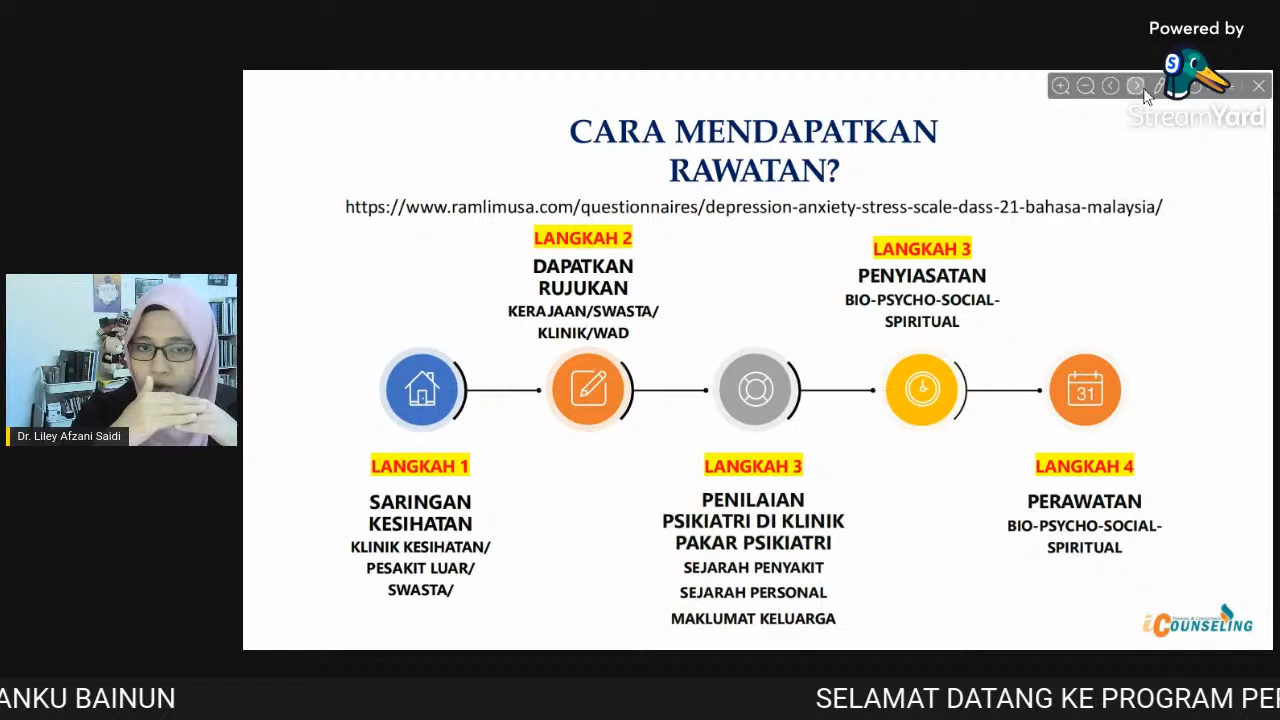 Powered by
StreamYard
CARA MENDAPATKAN
RAWATAN?
https://www.ramlimusa.com/questionnaires/depression-anxiety-stress-scale-dass-21-bahasa-malaysia/
LANGKAH 1
SARINGAN
KESIHATAN
KLINIK KESIHATAN/
PESAKIT LUAR/
SWASTA/
LANGKAH 2
DAPATKAN
RUJUKAN
KERAJAAN/SWASTA/
KLINIK/WAD
LANGKAH 3
PENILAIAN
PSIKIATRI DI KLINIK
PAKAR PSIKIATRI
SEJARAH PENYAKIT
SEJARAH PERSONAL
MAKLUMAT KELUARGA
LANGKAH 3
PENYIASATAN
BIO-PSYCHO-SOCIAL-
SPIRITUAL
31
LANGKAH 4
PERAWATAN
BIO-PSYCHO-SOCIAL-
SPIRITUAL
iCOUNSELING
Dr. Liley Afzani Saidi
ANKU BAINUN
SELAMAT DATANG KE PROGRAM PE